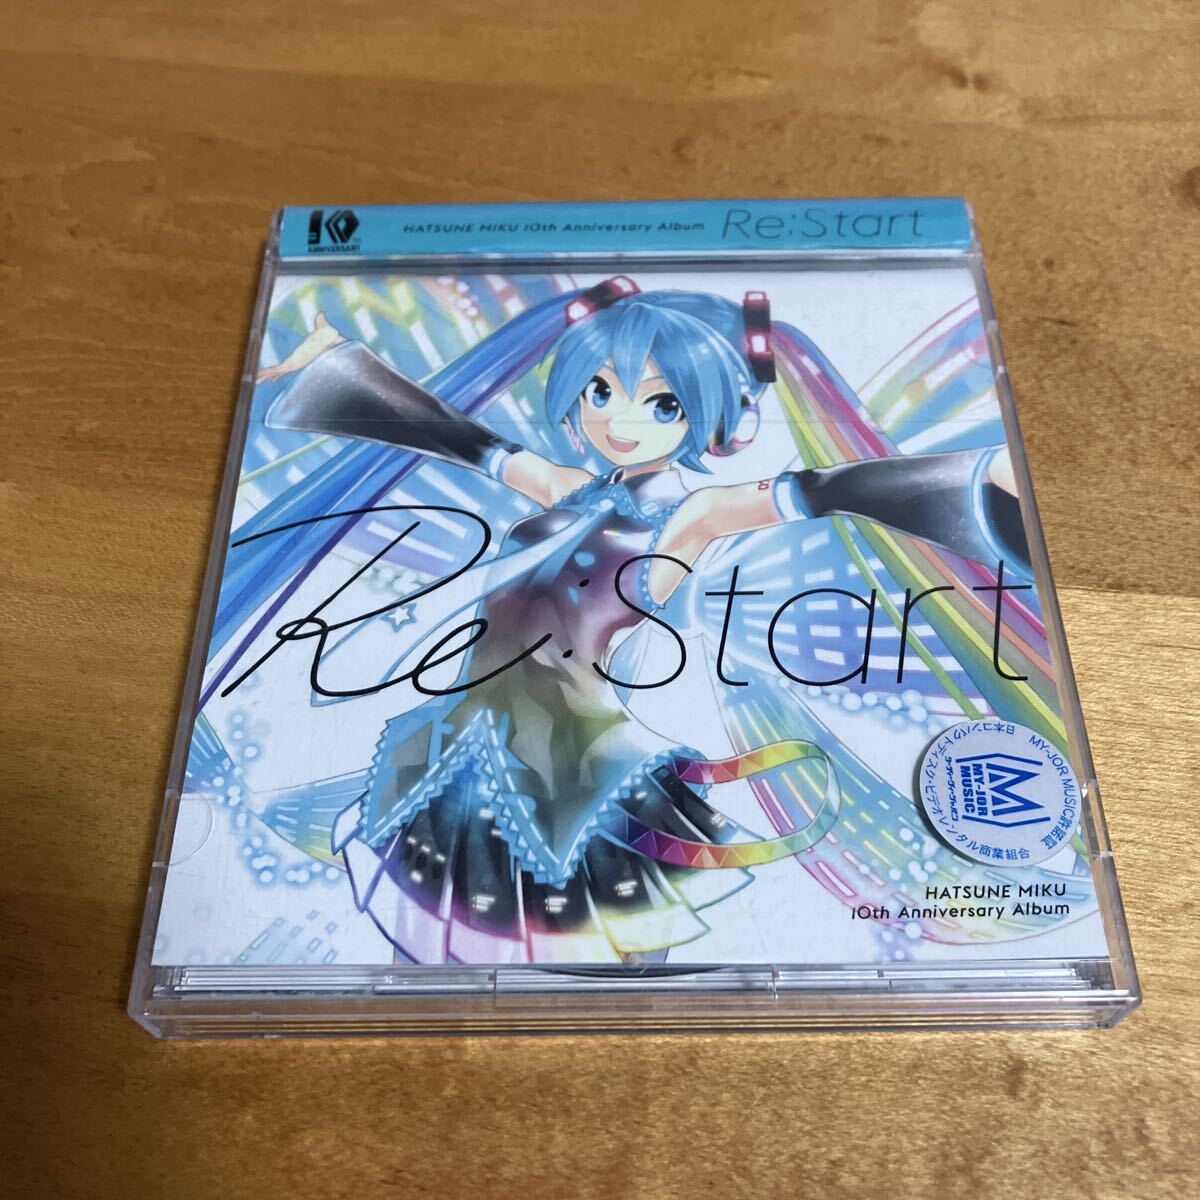 10th
ANNIVERSARY
HATSUNE MIKU 10th Anniversary Album Re:Start
Re:Start
MY-JOR MUSIC許諾証
MY-JOR
MUSIC
日本コンパクトディスク・ビデオレンタル商業組合
HATSUNE MIKU
10th Anniversary Album